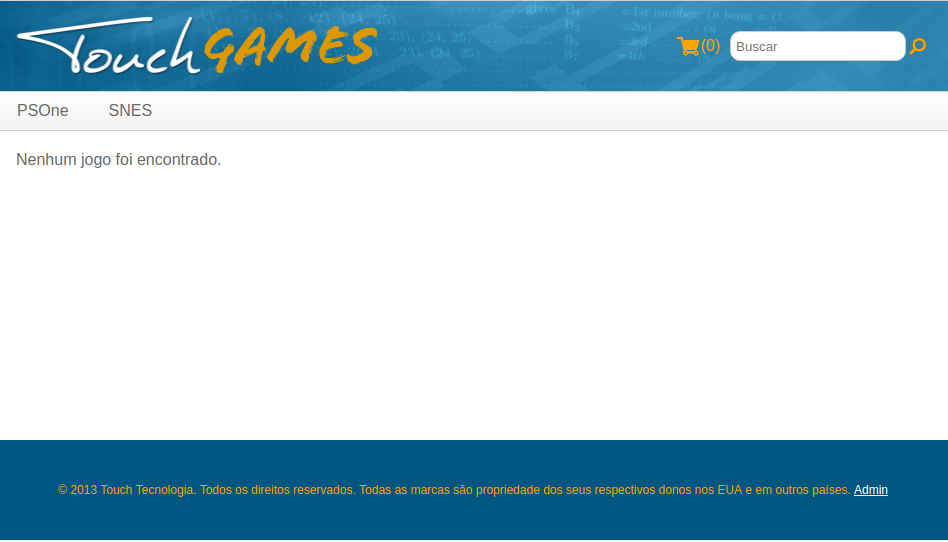 Touch GAMES
(0)
Buscar
PSOne
SNES
Nenhum jogo foi encontrado.
© 2013 Touch Tecnologia. Todos os direitos reservados. Todas as marcas são propriedade dos seus respectivos donos nos EUA e em outros países. Admin